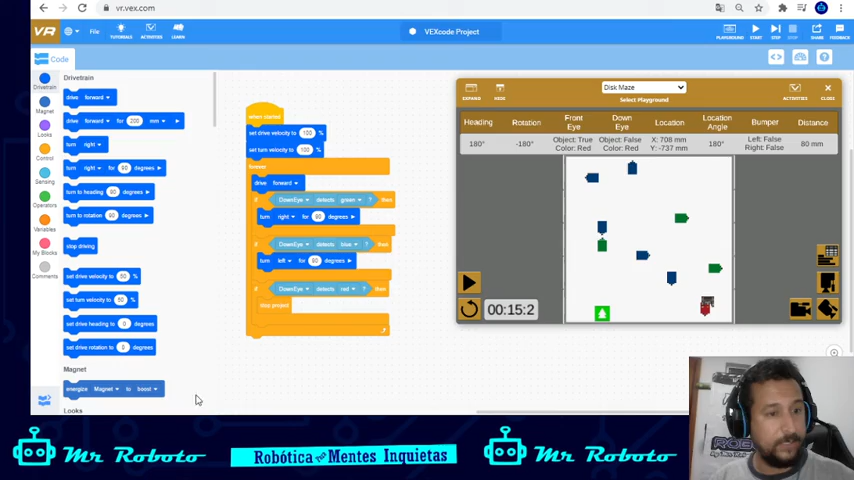 vr.vex.com
VR
File
TUTORIALS
ACTIVITIES
LEARN
VEXcode Project
PLAYGROUND
START
STEP
STOP
SHARE
FEEDBACK
Code
Drivetrain
Magnet
Looks
Control
Sensing
Operators
Variables
My Blocks
Comments
Drivetrain
drive forward
drive forward for 200 mm
turn right
turn right for 90 degrees
turn to heading 90 degrees
turn to rotation 90 degrees
stop driving
set drive velocity to 50 %
set turn velocity to 50 %
set drive heading to 0 degrees
set drive rotation to 0 degrees
Magnet
energize Magnet to boost
Looks
when started
set drive velocity to 100 %
set turn velocity to 100 %
forever
drive forward
if DownEye detects green ? then
turn right for 90 degrees
if DownEye detects blue ? then
turn left for 90 degrees
if DownEye detects red ? then
stop project
EXPAND
HIDE
Disk Maze
Select Playground
ACTIVITIES
CLOSE
Heading Rotation Front Eye Down Eye Location Location Angle Bumper Distance
180° -180° Object: True Color: Red Object: False Color: Red X: 708 mm Y: -737 mm 180° Left: False Right: False 80 mm
00:15:2
Mr Roboto
Robótica para Mentes Inquietas
Mr Roboto